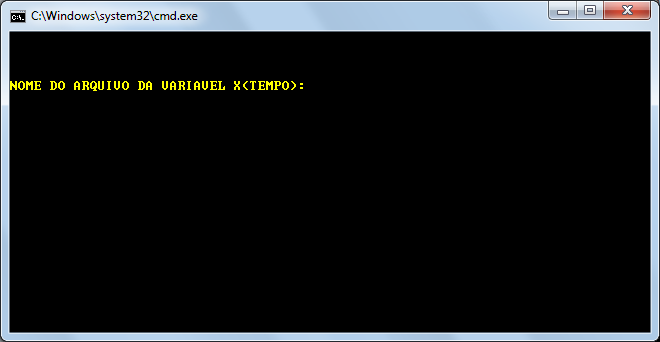 C:\Windows\system32\cmd.exe
NOME DO ARQUIVO DA VARIAVEL X(TEMPO):